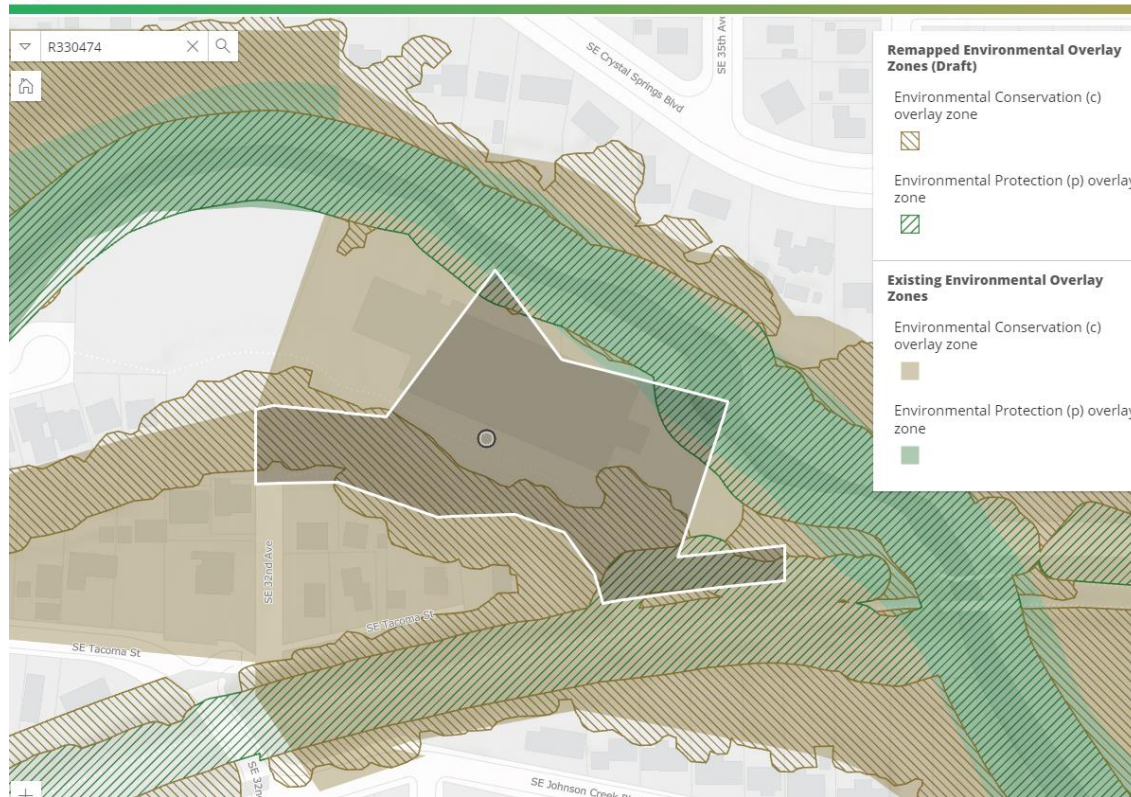 R330474
SE Crystal Springs Blvd
SE 35th Ave
SE 32nd Ave
SE Tacoma St
SE Tacoma St
SE 32nd
SE Johnson Creek
Remapped Environmental Overlay
Zones (Draft)
Environmental Conservation (c)
overlay zone
Environmental Protection (p) overlay
zone
Existing Environmental Overlay
Zones
Environmental Conservation (c)
overlay zone
Environmental Protection (p) overlay
zone